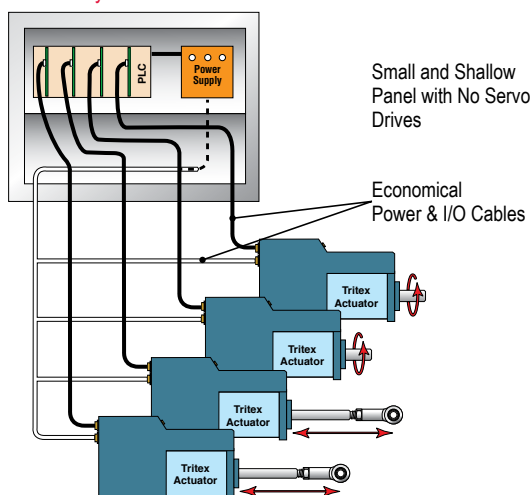 PLC
Power
Supply
Small and Shallow
Panel with No Servo
Drives
Economical
Power & I/O Cables
Tritex
Actuator
Tritex
Actuator
Tritex
Actuator
Tritex
Actuator